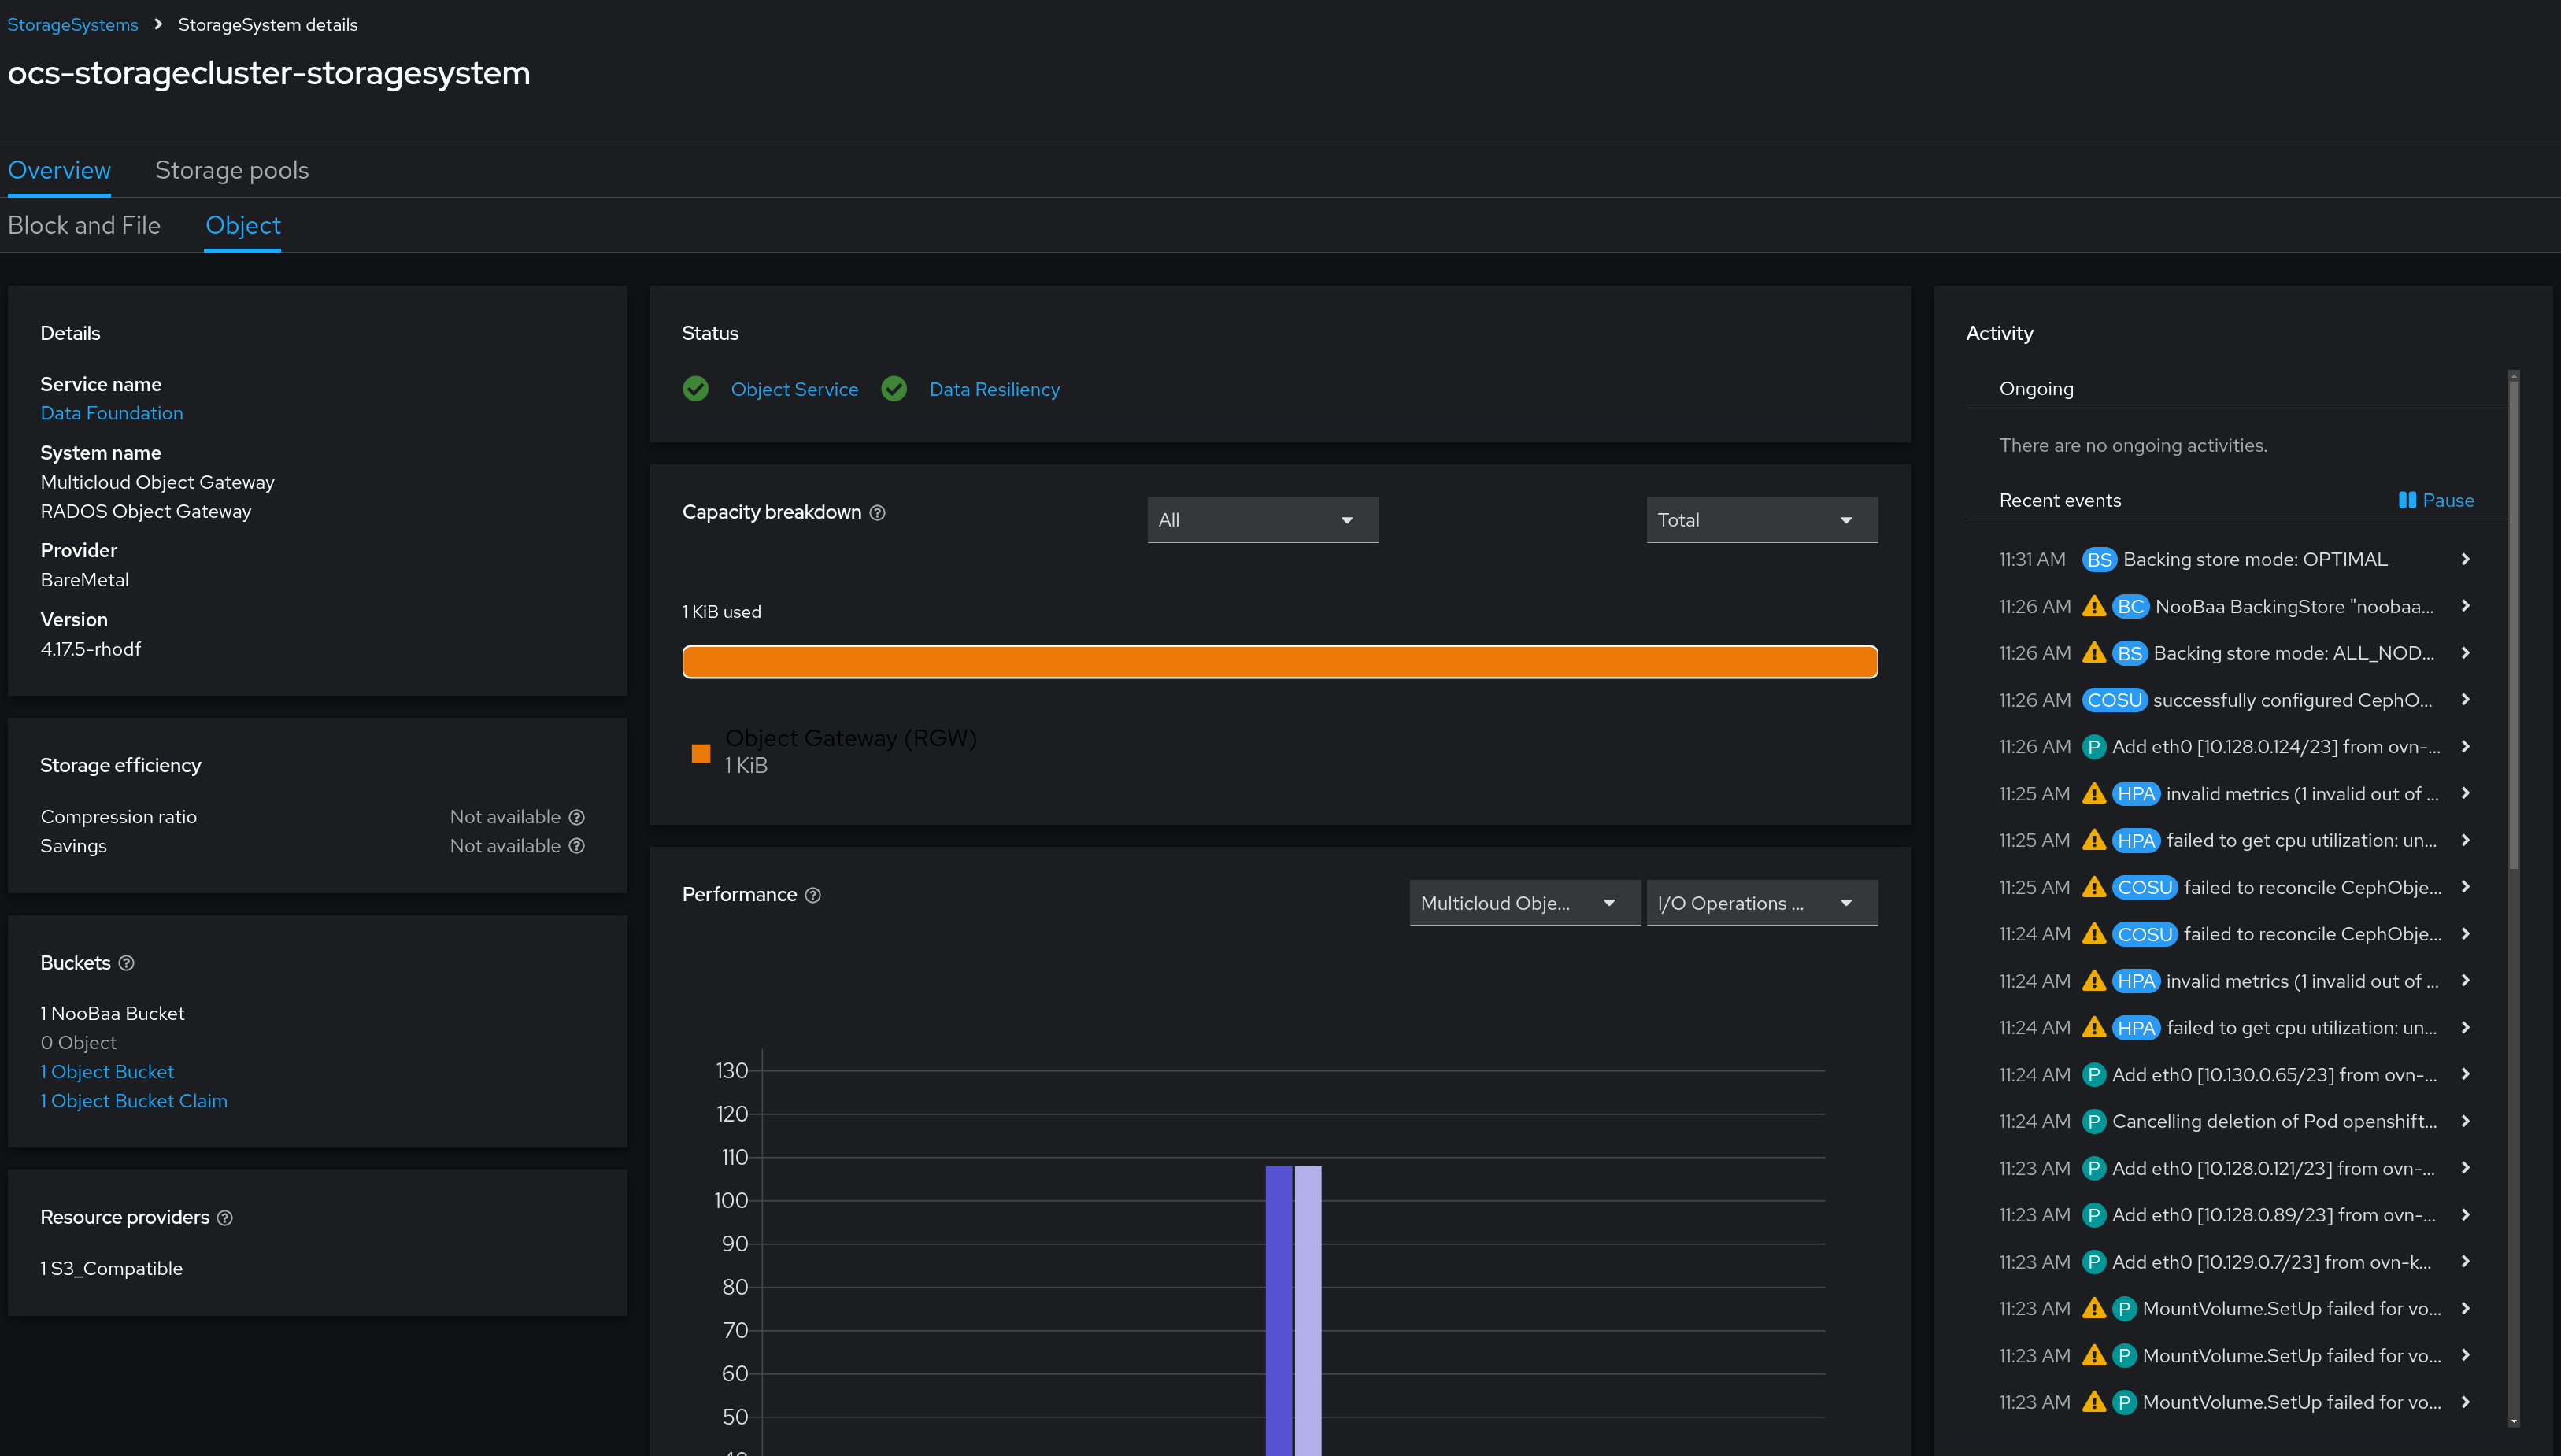 StorageSystems > StorageSystem details
ocs-storagecluster-storagesystem
Overview Storage pools
Block and File Object
Details
Service name
Data Foundation
System name
Multicloud Object Gateway
RADOS Object Gateway
Provider
BareMetal
Version
4.17.5-rhodf
Storage efficiency
Compression ratio Not available
Savings Not available
Buckets
1 NooBaa Bucket
0 Object
1 Object Bucket
1 Object Bucket Claim
Resource providers
1 S3_Compatible
Status
Object Service Data Resiliency
Capacity breakdown All Total
1 KiB used
Object Gateway (RGW)
1 KiB
Performance Multicloud Obje... I/O Operations ...
130
120
110
100
90
80
70
60
50
40
Activity
Ongoing
There are no ongoing activities.
Recent events Pause
11:31 AM BS Backing store mode: OPTIMAL
11:26 AM BC NooBaa BackingStore "noobaa...
11:26 AM BS Backing store mode: ALL_NOD...
11:26 AM COSU successfully configured CephO...
11:26 AM P Add eth0 [10.128.0.124/23] from ovn-...
11:25 AM HPA invalid metrics (1 invalid out of ...
11:25 AM HPA failed to get cpu utilization: un...
11:25 AM COSU failed to reconcile CephObje...
11:24 AM COSU failed to reconcile CephObje...
11:24 AM HPA invalid metrics (1 invalid out of ...
11:24 AM HPA failed to get cpu utilization: un...
11:24 AM P Add eth0 [10.130.0.65/23] from ovn-...
11:24 AM P Cancelling deletion of Pod openshift...
11:23 AM P Add eth0 [10.128.0.121/23] from ovn-...
11:23 AM P Add eth0 [10.128.0.89/23] from ovn-...
11:23 AM P Add eth0 [10.129.0.7/23] from ovn-k...
11:23 AM P MountVolume.SetUp failed for vo...
11:23 AM P MountVolume.SetUp failed for vo...
11:23 AM P MountVolume.SetUp failed for vo...